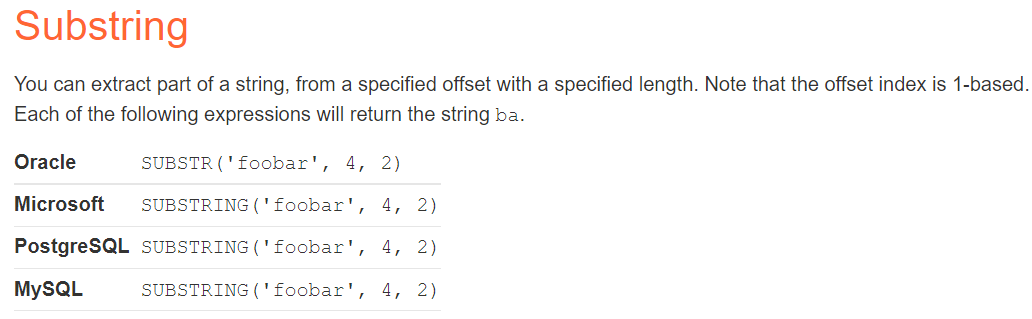 Substring
You can extract part of a string, from a specified offset with a specified length. Note that the offset index is 1-based.
Each of the following expressions will return the string ba.
Oracle SUBSTR('foobar', 4, 2)
Microsoft SUBSTRING('foobar', 4, 2)
PostgreSQL SUBSTRING('foobar', 4, 2)
MySQL SUBSTRING('foobar', 4, 2)